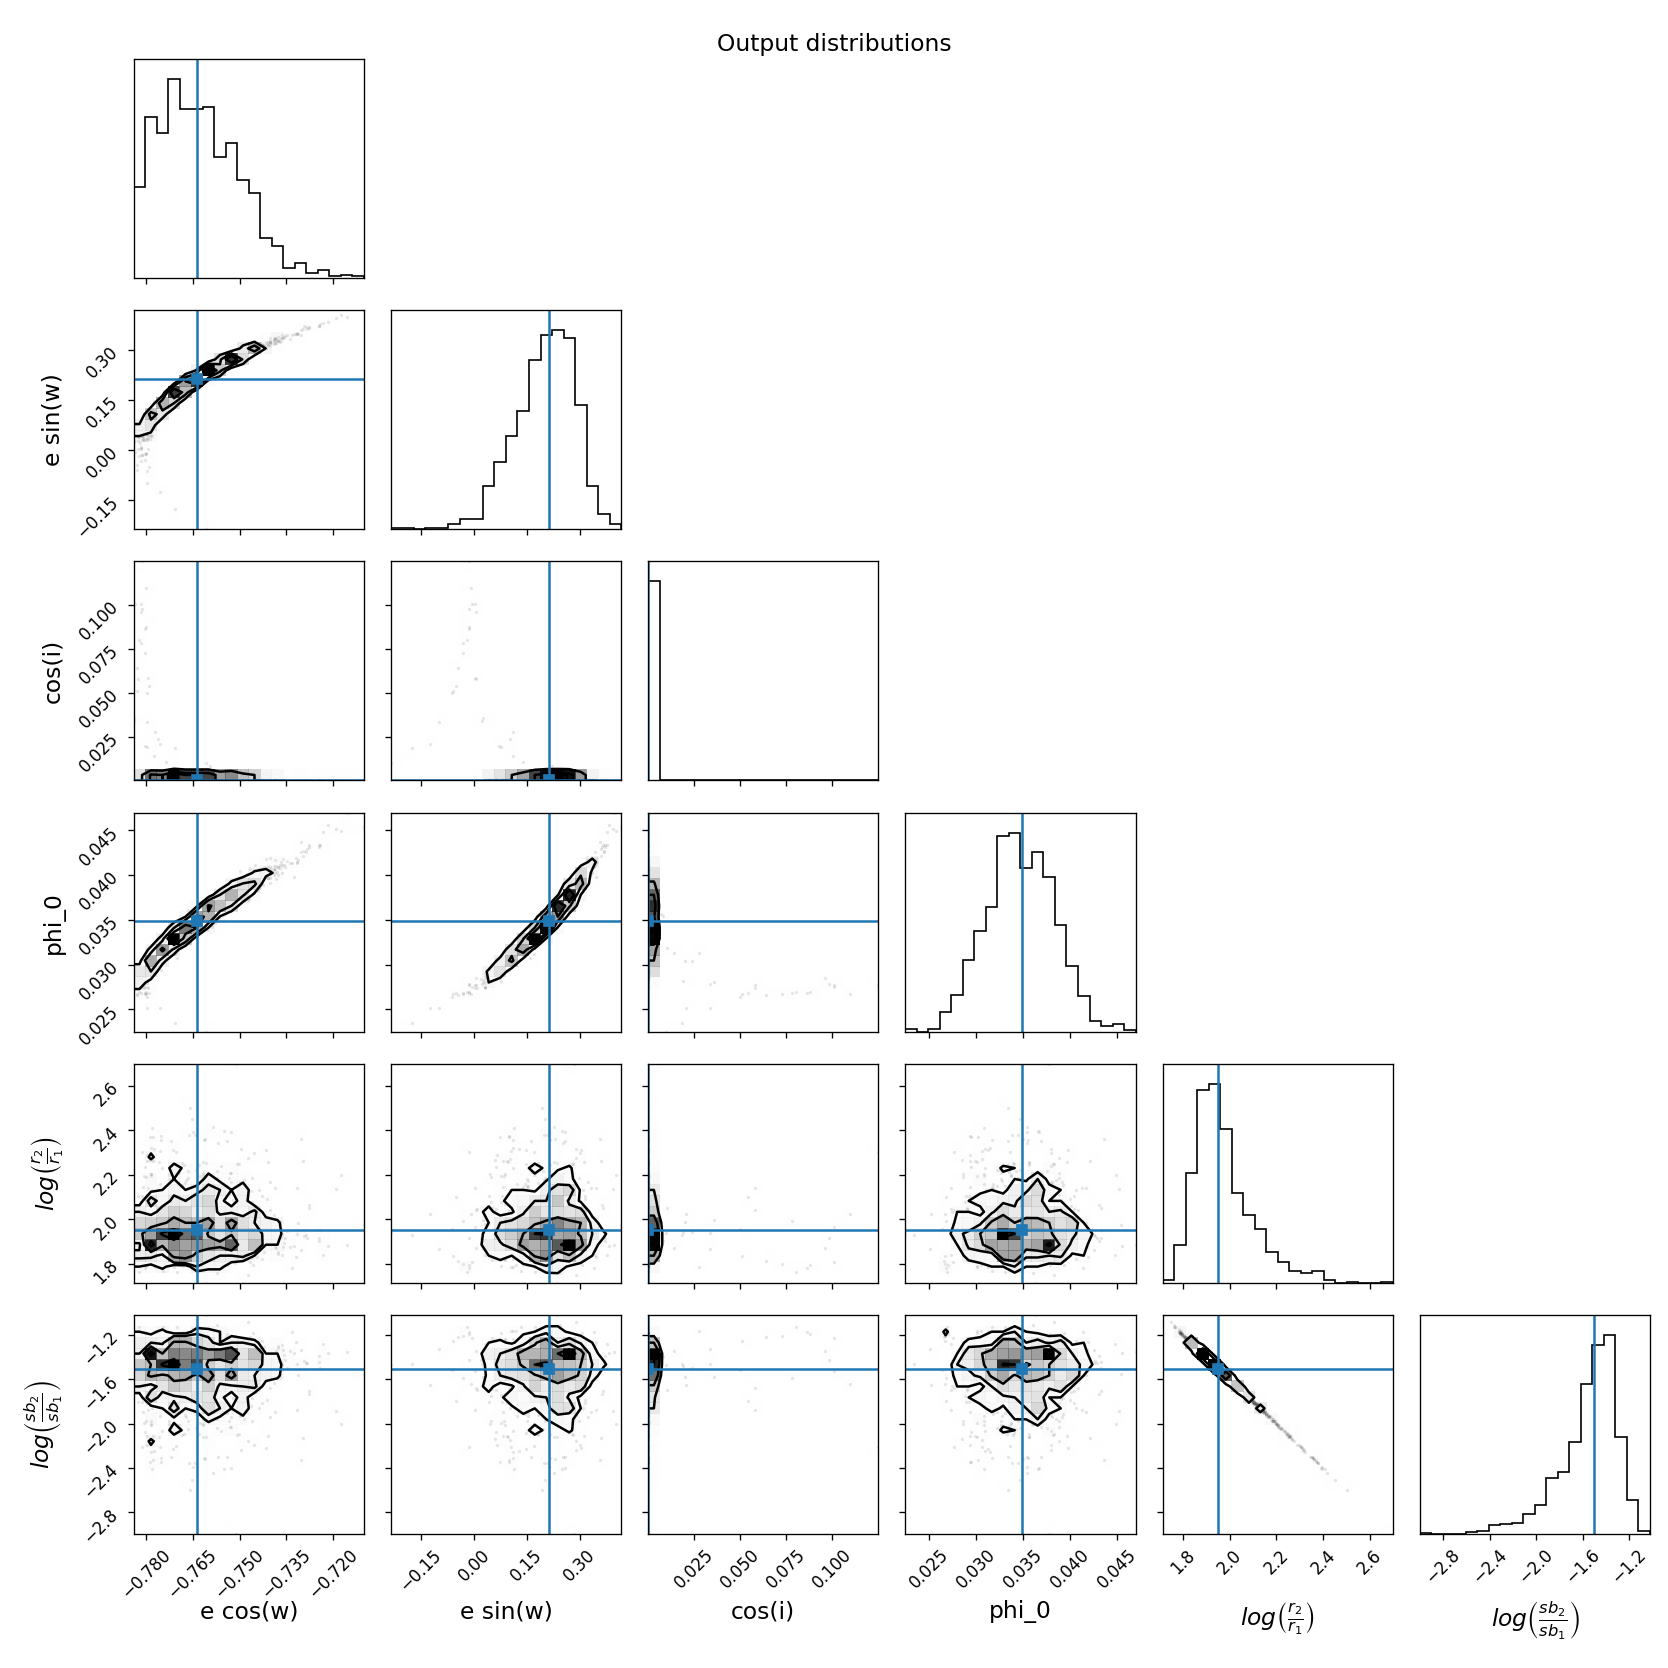 Output distributions
e sin(w)
0.30
0.15
0.00
−0.15
cos(i)
0.100
0.075
0.050
0.025
phi_0
0.045
0.040
0.035
0.030
0.025
log(r₂/r₁)
2.6
2.4
2.2
2.0
1.8
log(sb₂/sb₁)
−1.2
−1.6
−2.0
−2.4
−2.8
−0.780 −0.765 −0.750 −0.735 −0.720
−0.15 0.00 0.15 0.30
0.025 0.050 0.075 0.100
0.025 0.030 0.035 0.040 0.045
1.8 2.0 2.2 2.4 2.6
−2.8 −2.4 −2.0 −1.6 −1.2
e cos(w) e sin(w) cos(i) phi_0 log(r₂/r₁) log(sb₂/sb₁)